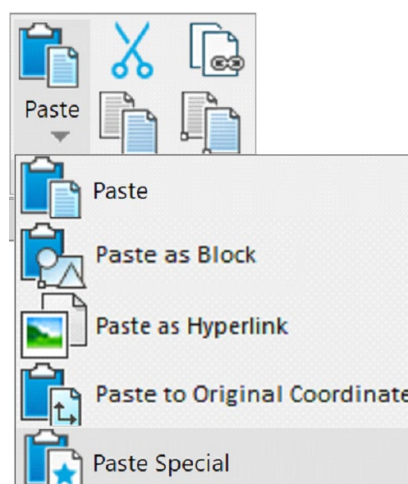 Paste
Paste
Paste as Block
Paste as Hyperlink
Paste to Original Coordinate
Paste Special